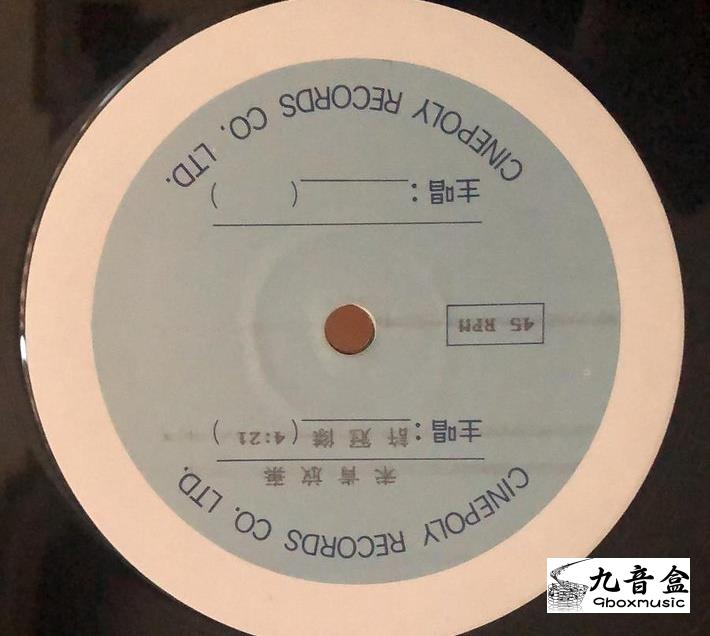 CINEPOLY RECORDS CO. LTD.
未肯放棄
主唱：許冠傑 (4:21)
45 RPM
主唱： ( )
CINEPOLY RECORDS CO. LTD.
九音盒
9boxmusic